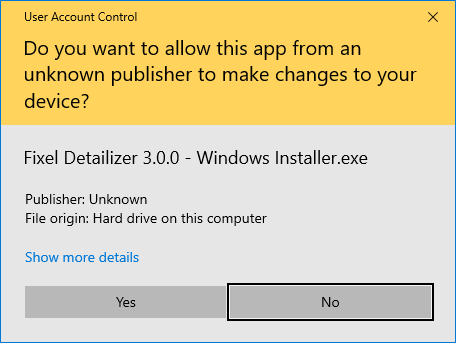 User Account Control
Do you want to allow this app from an
unknown publisher to make changes to your
device?
Fixel Detailizer 3.0.0 - Windows Installer.exe
Publisher: Unknown
File origin: Hard drive on this computer
Show more details
Yes
No